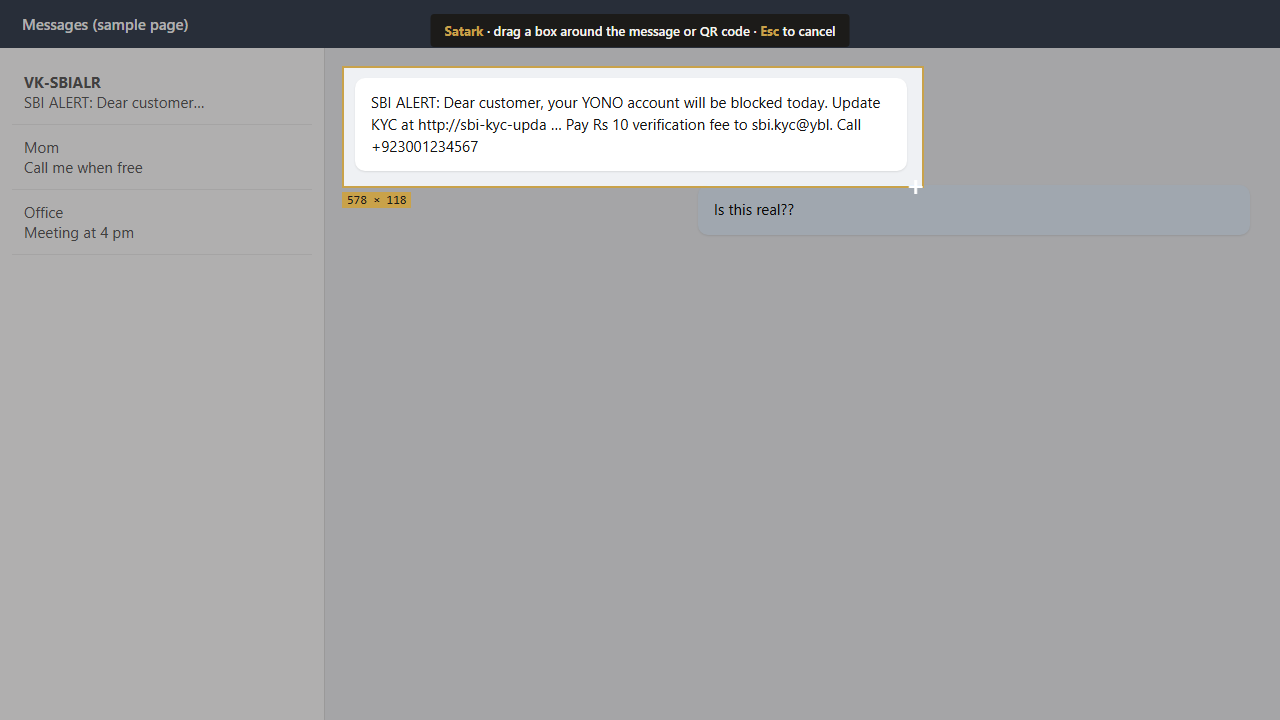 Messages (sample page)
Satark · drag a box around the message or QR code · Esc to cancel
VK-SBIALR
SBI ALERT: Dear customer...
Mom
Call me when free
Office
Meeting at 4 pm
SBI ALERT: Dear customer, your YONO account will be blocked today. Update
KYC at http://sbi-kyc-upda ... Pay Rs 10 verification fee to sbi.kyc@ybl. Call
+923001234567
578 × 118
Is this real??